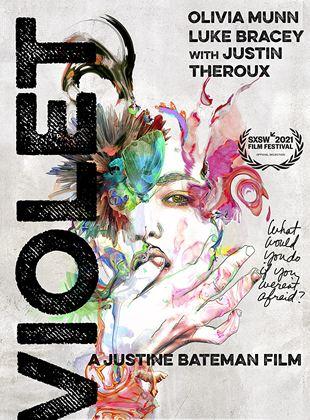 VIOLET
OLIVIA MUNN
LUKE BRACEY
WITH JUSTIN
THEROUX
SXSW 2021
FILM FESTIVAL
OFFICIAL SELECTION
What
would
you do
if you
weren't
afraid?
A JUSTINE BATEMAN FILM